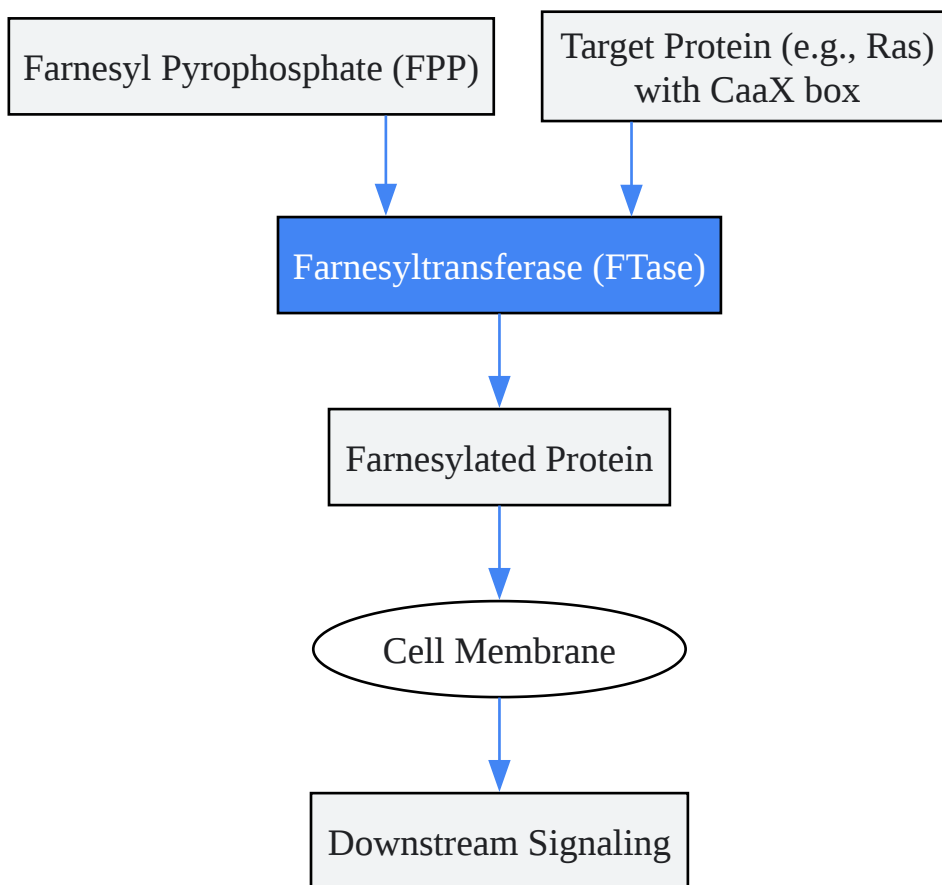 Farnesyl Pyrophosphate (FPP)
Target Protein (e.g., Ras)
with CaaX box
Farnesyltransferase (FTase)
Farnesylated Protein
Cell Membrane
Downstream Signaling